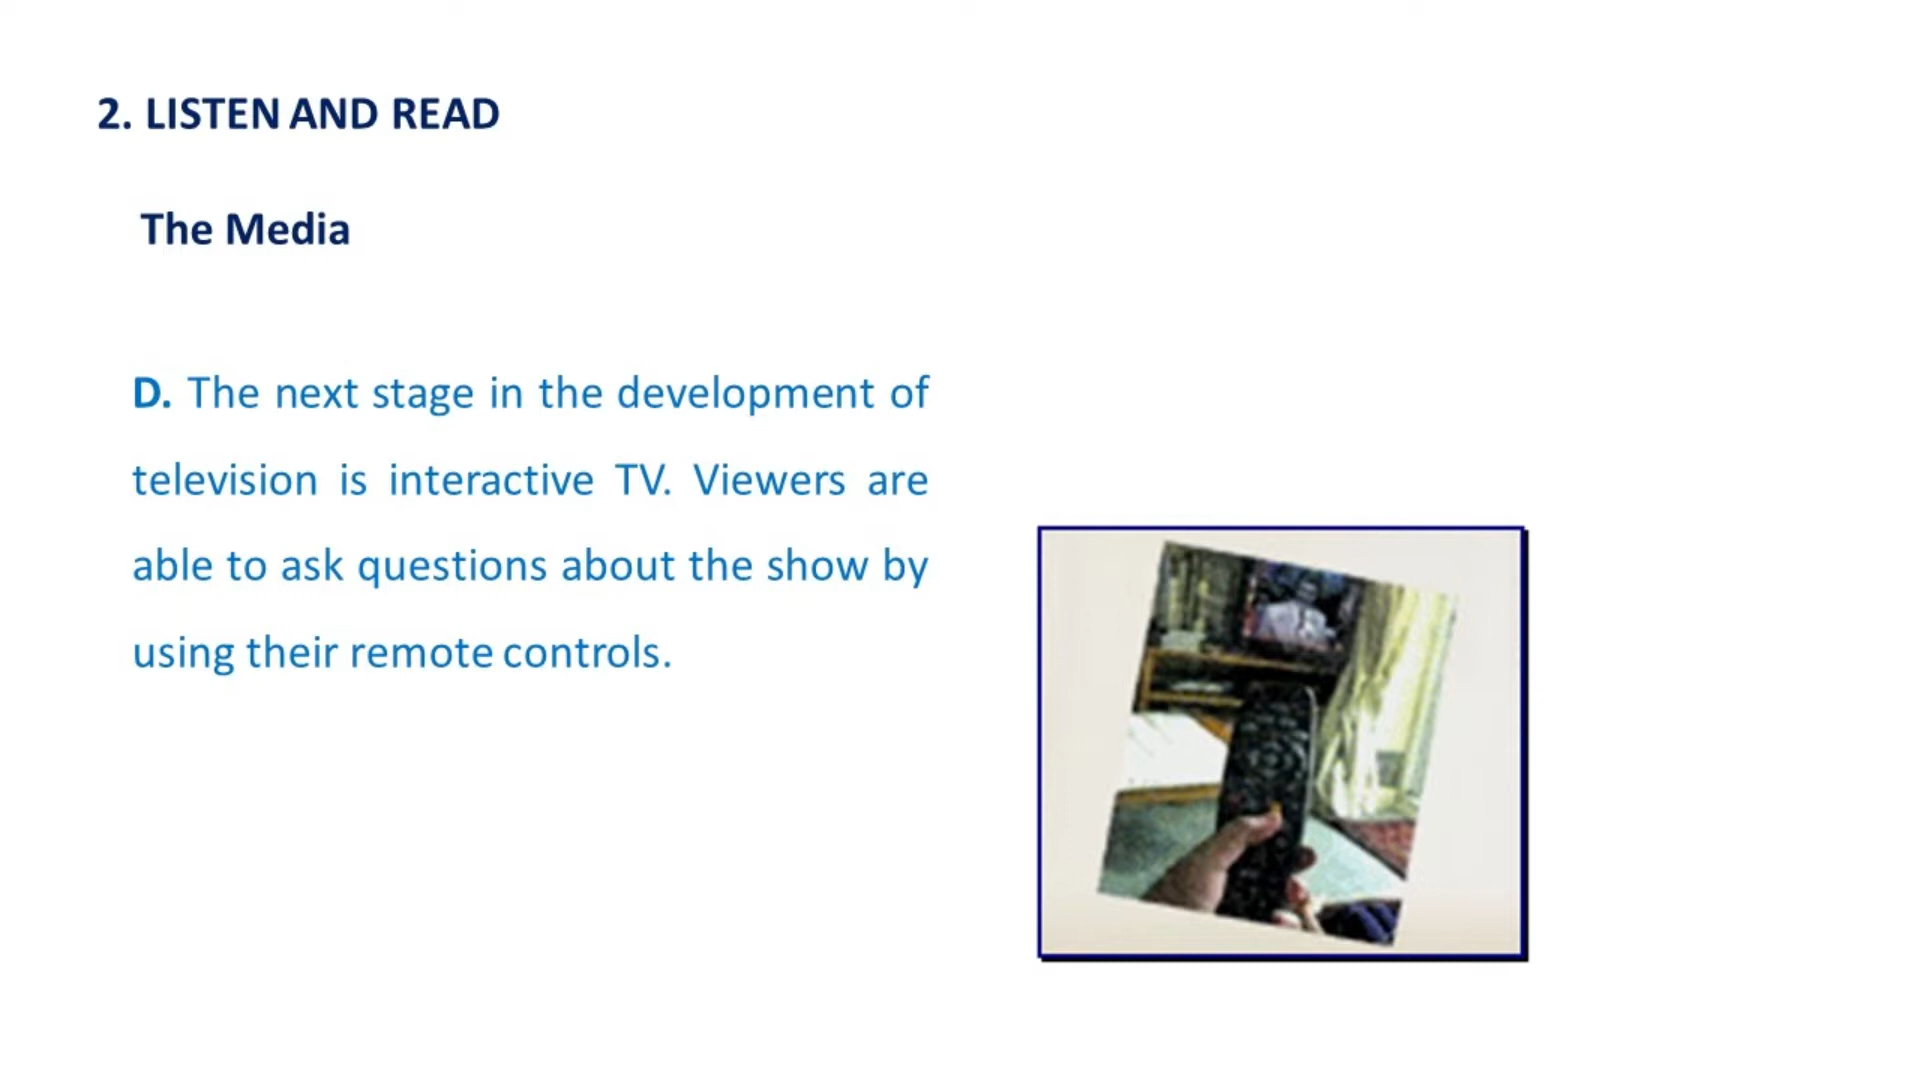 2. LISTEN AND READ
The Media
D. The next stage in the development of
television is interactive TV. Viewers are
able to ask questions about the show by
using their remote controls.